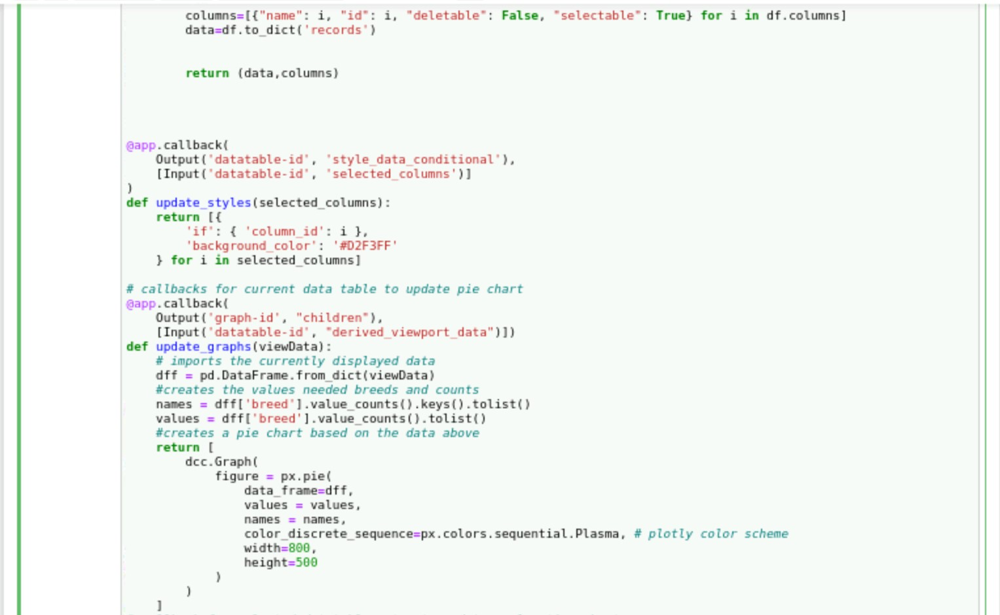 columns=[{"name": i, "id": i, "deletable": False, "selectable": True} for i in df.columns]
data=df.to_dict('records')
return (data,columns)
@app.callback(
Output('datatable-id', 'style_data_conditional'),
[Input('datatable-id', 'selected_columns')]
)
def update_styles(selected_columns):
return [{
'if': { 'column_id': i },
'background_color': '#D2F3FF'
} for i in selected_columns]
# callbacks for current data table to update pie chart
@app.callback(
Output('graph-id', "children"),
[Input('datatable-id', "derived_viewport_data")])
def update_graphs(viewData):
# imports the currently displayed data
dff = pd.DataFrame.from_dict(viewData)
#creates the values needed breeds and counts
names = dff['breed'].value_counts().keys().tolist()
values = dff['breed'].value_counts().tolist()
#creates a pie chart based on the data above
return [
dcc.Graph(
figure = px.pie(
data_frame=dff,
values = values,
names = names,
color_discrete_sequence=px.colors.sequential.Plasma, # plotly color scheme
width=800,
height=500
)
)
]